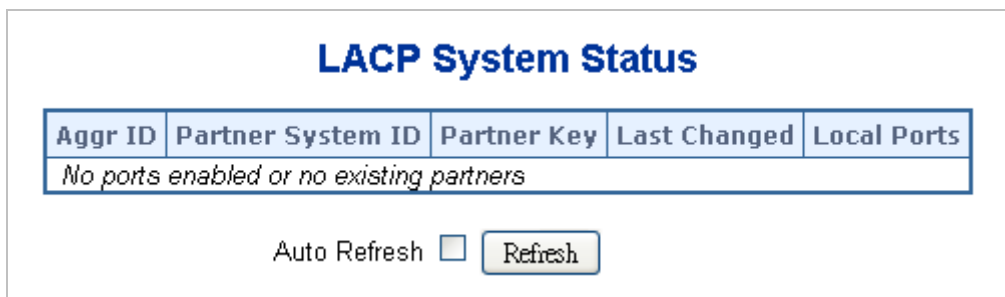 LACP System Status
Aggr ID Partner System ID Partner Key Last Changed Local Ports
No ports enabled or no existing partners
Auto Refresh Refresh